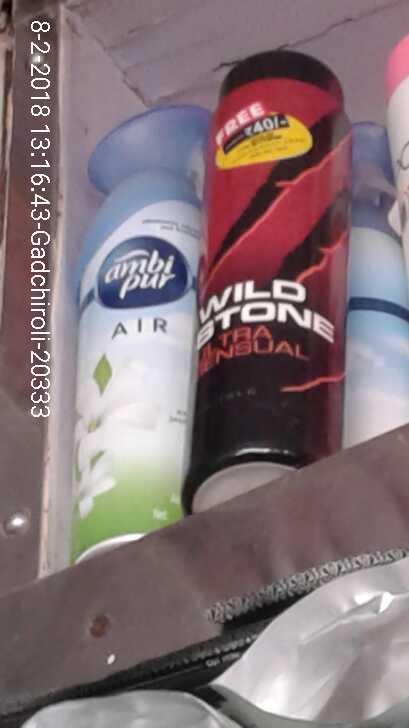 8-2-2018 13:16:43-Gadchiroli-20333
FREE
₹40/-
ambi
pur
AIR
WILD
STONE
ULTRA
SENSUAL